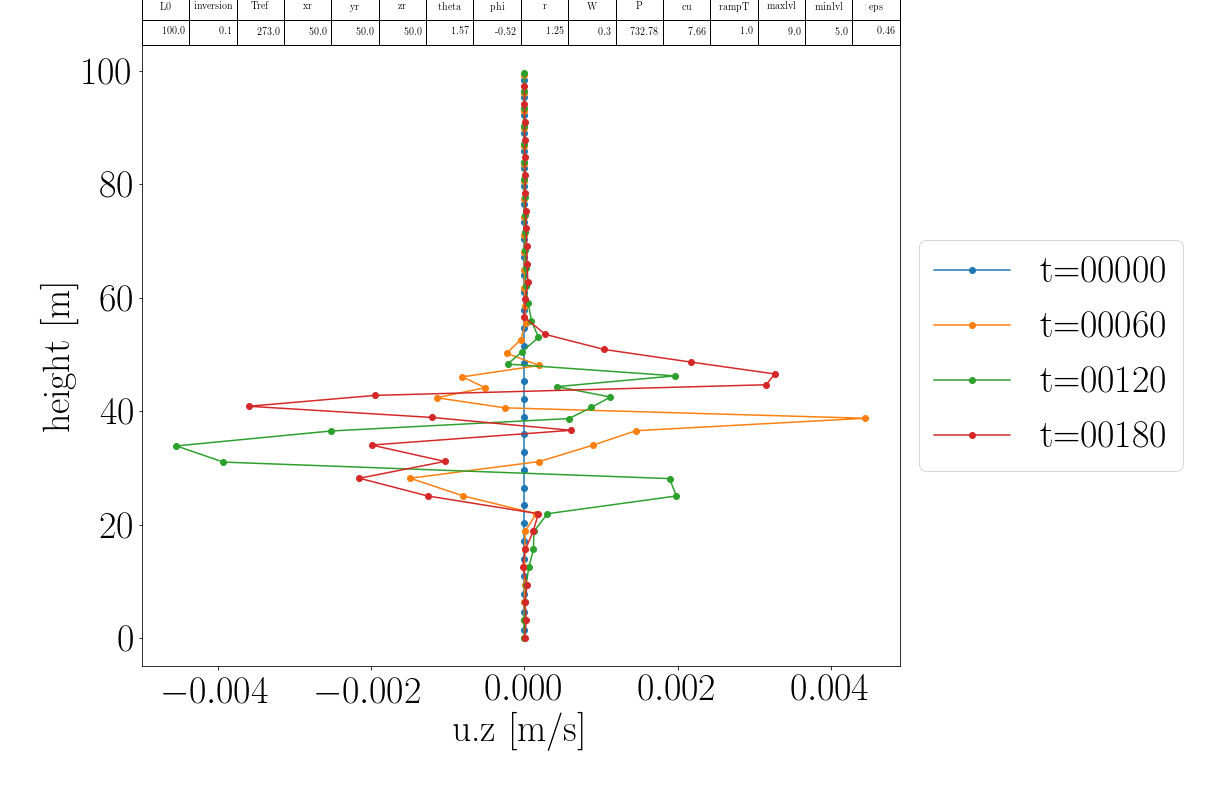 L0 inversion Tref xr yr zr theta phi r W P cu rampT maxlvl minlvl eps
100.0 0.1 273.0 50.0 50.0 50.0 1.57 -0.52 1.25 0.3 732.78 7.66 1.0 9.0 5.0 0.46
100
80
60
40
20
0
height [m]
−0.004 −0.002 0.000 0.002 0.004
u.z [m/s]
t=00000
t=00060
t=00120
t=00180